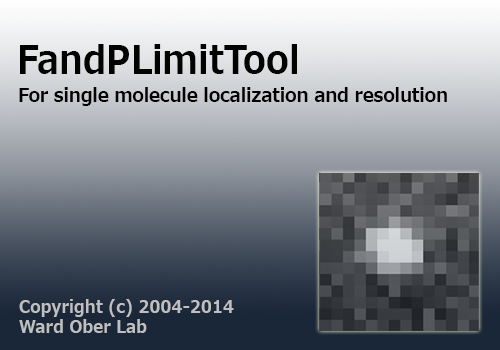 FandPLimitTool
For single molecule localization and resolution
Copyright (c) 2004-2014
Ward Ober Lab